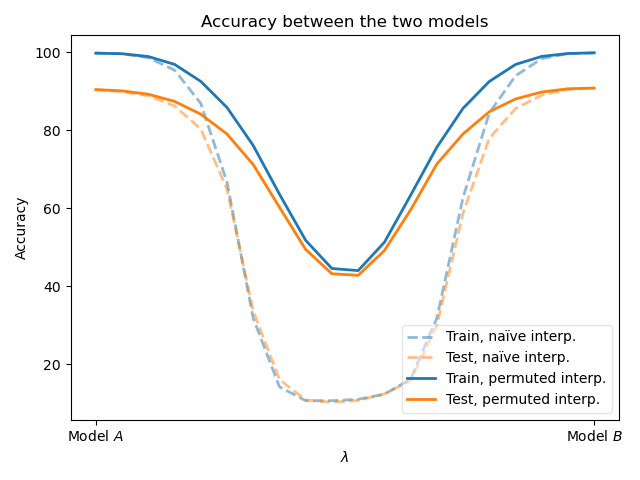 Accuracy between the two models
Accuracy
100
80
60
40
20
Train, naïve interp.
Test, naïve interp.
Train, permuted interp.
Test, permuted interp.
Model A
Model B
λ